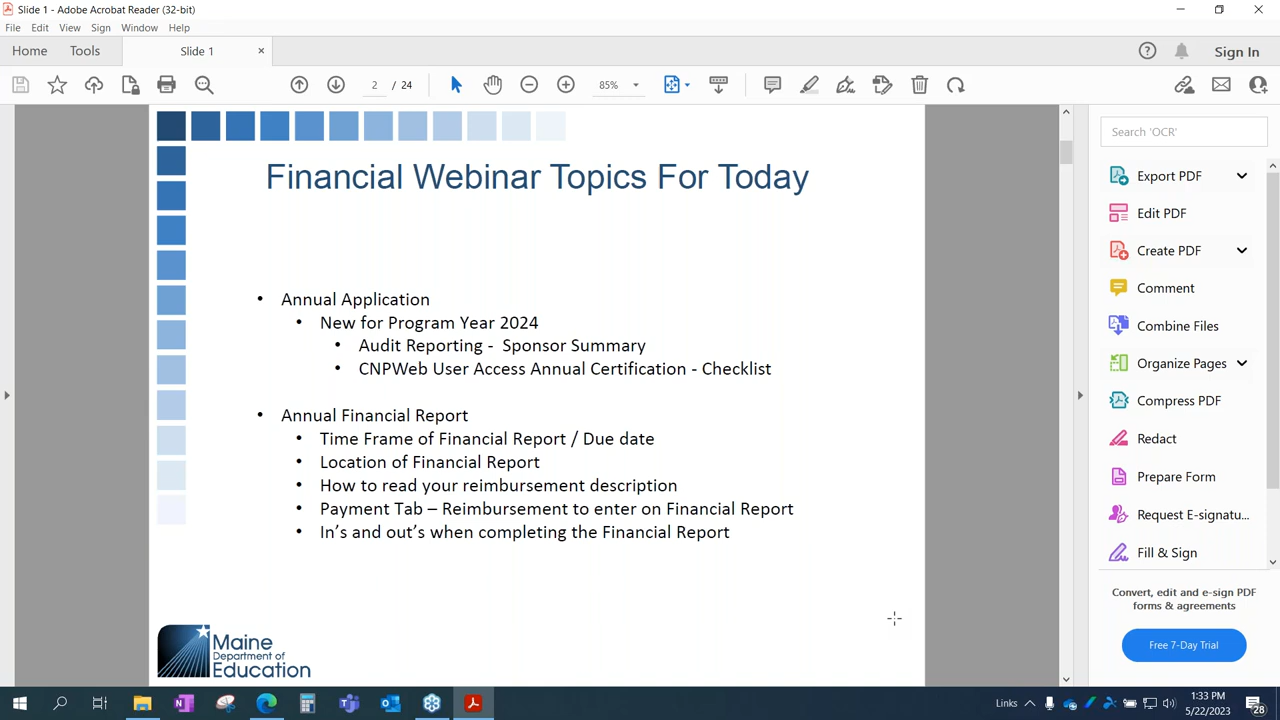 Slide 1 - Adobe Acrobat Reader (32-bit)
File Edit View Sign Window Help
Home Tools Slide 1 × Sign In
2 / 24 85%
Financial Webinar Topics For Today
• Annual Application
• New for Program Year 2024
• Audit Reporting - Sponsor Summary
• CNPWeb User Access Annual Certification - Checklist
• Annual Financial Report
• Time Frame of Financial Report / Due date
• Location of Financial Report
• How to read your reimbursement description
• Payment Tab – Reimbursement to enter on Financial Report
• In’s and out’s when completing the Financial Report
Maine
Department of
Education
Search 'OCR'
Export PDF
Edit PDF
Create PDF
Comment
Combine Files
Organize Pages
Compress PDF
Redact
Prepare Form
Request E-signatu...
Fill & Sign
Convert, edit and e-sign PDF
forms & agreements
Free 7-Day Trial
Links
1:33 PM
5/22/2023
28